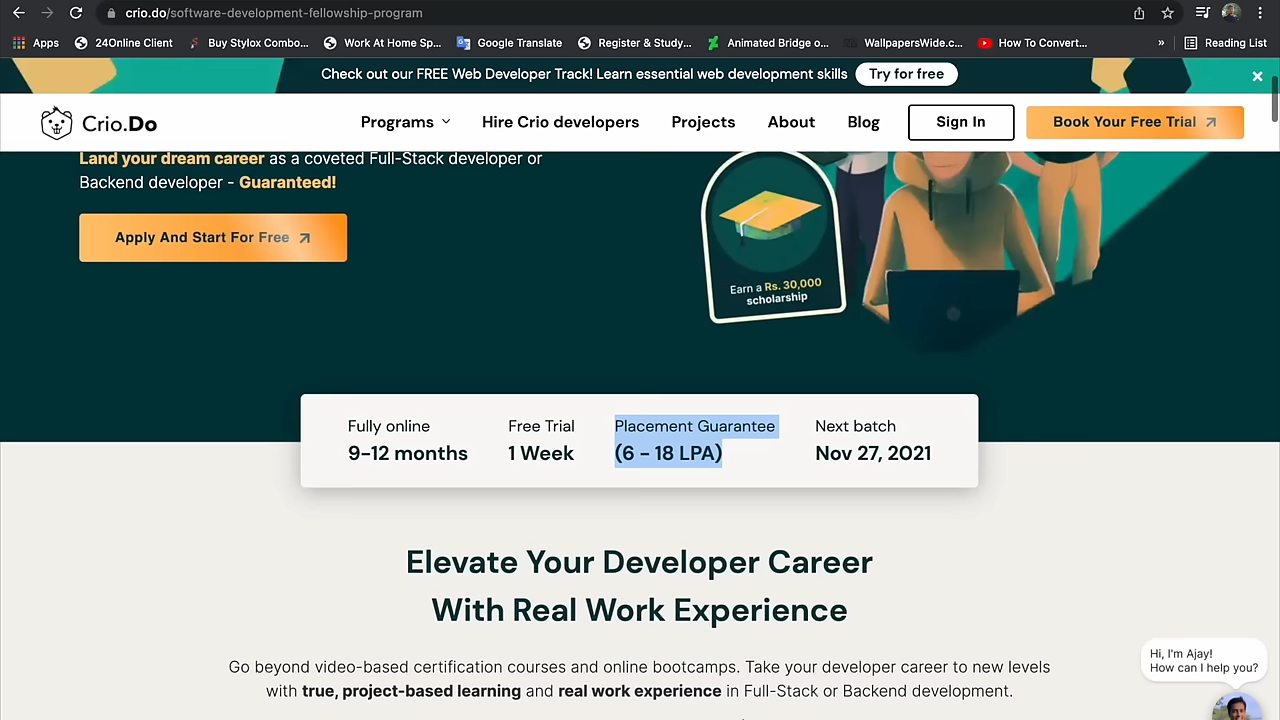 crio.do/software-development-fellowship-program
Apps 24Online Client Buy Stylox Combo... Work At Home Sp... Google Translate Register & Study... Animated Bridge o... WallpapersWide.c... How To Convert... » Reading List
Check out our FREE Web Developer Track! Learn essential web development skills Try for free
Crio.Do Programs Hire Crio developers Projects About Blog Sign In Book Your Free Trial
Land your dream career as a coveted Full-Stack developer or
Backend developer - Guaranteed!
Apply And Start For Free
Earn a Rs. 30,000
scholarship
Fully online Free Trial Placement Guarantee Next batch
9-12 months 1 Week (6 - 18 LPA) Nov 27, 2021
Elevate Your Developer Career
With Real Work Experience
Go beyond video-based certification courses and online bootcamps. Take your developer career to new levels
with true, project-based learning and real work experience in Full-Stack or Backend development.
Hi, I'm Ajay!
How can I help you?